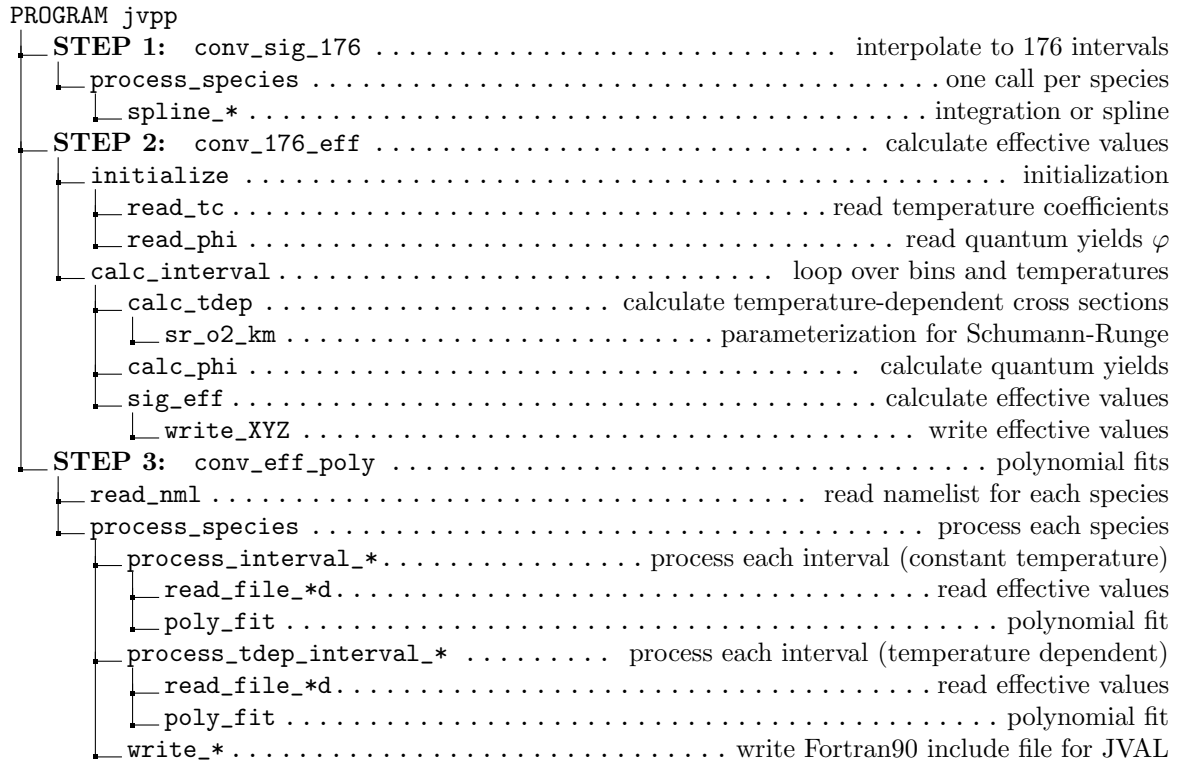 PROGRAM jvpp
STEP 1: conv_sig_176 . . . . . . . . . . . . . . . . . . . . . . . . . . . . . . . . . interpolate to 176 intervals
process_species . . . . . . . . . . . . . . . . . . . . . . . . . . . . . . . . . . . . . . . . . . . . one call per species
spline_* . . . . . . . . . . . . . . . . . . . . . . . . . . . . . . . . . . . . . . . . . . . . . . . . integration or spline
STEP 2: conv_176_eff . . . . . . . . . . . . . . . . . . . . . . . . . . . . . . . . . . . calculate effective values
initialize . . . . . . . . . . . . . . . . . . . . . . . . . . . . . . . . . . . . . . . . . . . . . . . . . . . . . . . . initialization
read_tc . . . . . . . . . . . . . . . . . . . . . . . . . . . . . . . . . . . . . . . . . . read temperature coefficients
read_phi . . . . . . . . . . . . . . . . . . . . . . . . . . . . . . . . . . . . . . . . . . . . . . read quantum yields φ
calc_interval . . . . . . . . . . . . . . . . . . . . . . . . . . . . . . . . . . . loop over bins and temperatures
calc_tdep . . . . . . . . . . . . . . . . . . . . . . . . . calculate temperature-dependent cross sections
sr_o2_km . . . . . . . . . . . . . . . . . . . . . . . . . . . . . . parameterization for Schumann-Runge
calc_phi . . . . . . . . . . . . . . . . . . . . . . . . . . . . . . . . . . . . . . . . . . . . calculate quantum yields
sig_eff . . . . . . . . . . . . . . . . . . . . . . . . . . . . . . . . . . . . . . . . . . . . . . calculate effective values
write_XYZ . . . . . . . . . . . . . . . . . . . . . . . . . . . . . . . . . . . . . . . . . . . . write effective values
STEP 3: conv_eff_poly . . . . . . . . . . . . . . . . . . . . . . . . . . . . . . . . . . . . . . . . . polynomial fits
read_nml . . . . . . . . . . . . . . . . . . . . . . . . . . . . . . . . . . . . . . . . . . read namelist for each species
process_species . . . . . . . . . . . . . . . . . . . . . . . . . . . . . . . . . . . . . . . . . . . process each species
process_interval_* . . . . . . . . . . . . . . . . . process each interval (constant temperature)
read_file_*d . . . . . . . . . . . . . . . . . . . . . . . . . . . . . . . . . . . . . . . . . . read effective values
poly_fit . . . . . . . . . . . . . . . . . . . . . . . . . . . . . . . . . . . . . . . . . . . . . . . . . . polynomial fit
process_tdep_interval_* . . . . . . . . . process each interval (temperature dependent)
read_file_*d . . . . . . . . . . . . . . . . . . . . . . . . . . . . . . . . . . . . . . . . . . read effective values
poly_fit . . . . . . . . . . . . . . . . . . . . . . . . . . . . . . . . . . . . . . . . . . . . . . . . . . polynomial fit
write_* . . . . . . . . . . . . . . . . . . . . . . . . . . . . . . . . . . . write Fortran90 include file for JVAL